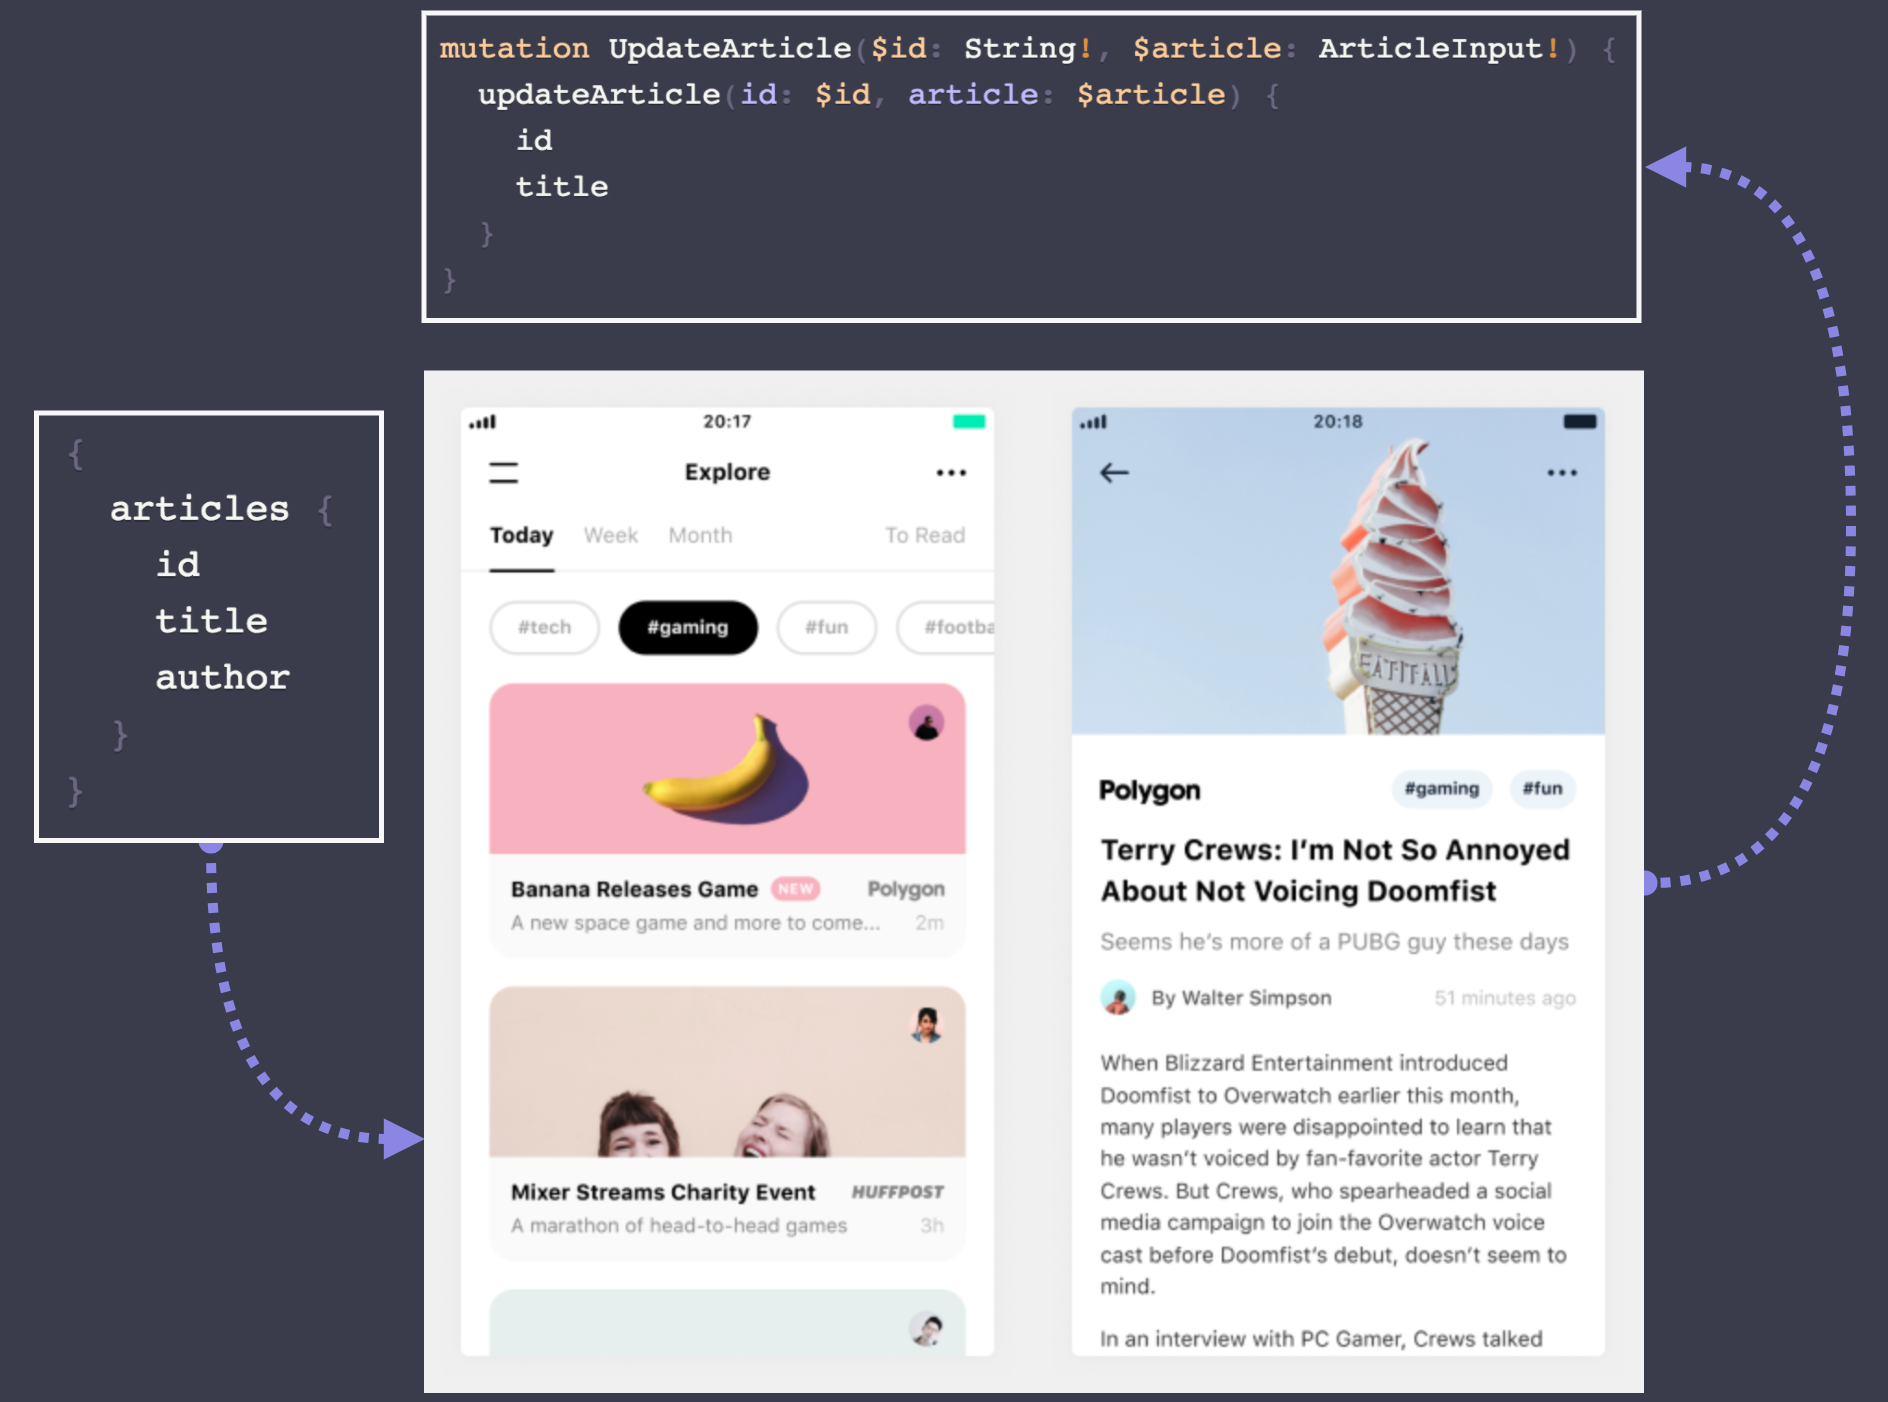 mutation UpdateArticle($id: String!, $article: ArticleInput!) {
updateArticle(id: $id, article: $article) {
id
title
}
}
{
articles {
id
title
author
}
}
20:17
Explore
Today Week Month To Read
#tech #gaming #fun #footba
Banana Releases Game NEW Polygon
A new space game and more to come... 2m
Mixer Streams Charity Event HUFFPOST
A marathon of head-to-head games 3h
20:18
EATITALL
Polygon #gaming #fun
Terry Crews: I'm Not So Annoyed
About Not Voicing Doomfist
Seems he's more of a PUBG guy these days
By Walter Simpson 51 minutes ago
When Blizzard Entertainment introduced
Doomfist to Overwatch earlier this month,
many players were disappointed to learn that
he wasn't voiced by fan-favorite actor Terry
Crews. But Crews, who spearheaded a social
media campaign to join the Overwatch voice
cast before Doomfist's debut, doesn't seem to
mind.
In an interview with PC Gamer, Crews talked